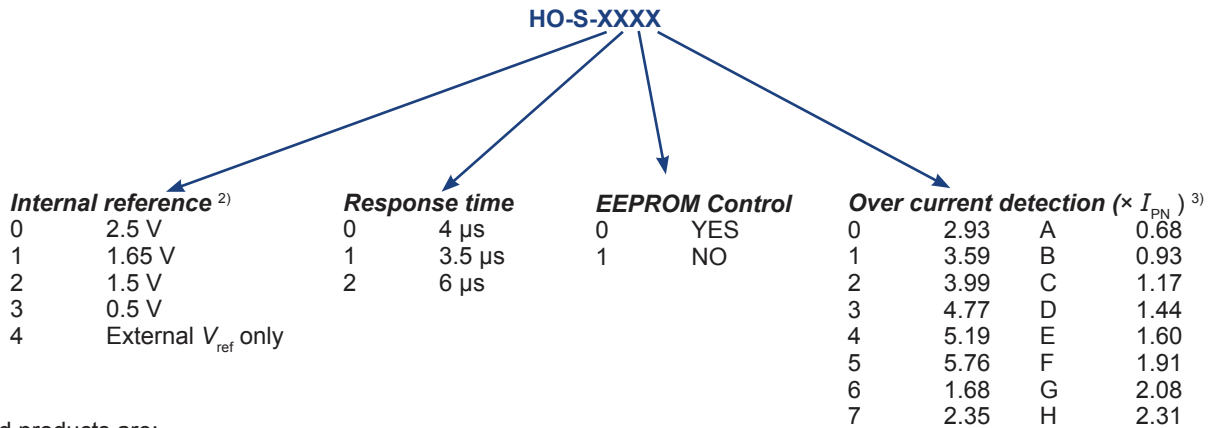 HO-S-XXXX
Internal reference 2)
0 2.5 V
1 1.65 V
2 1.5 V
3 0.5 V
4 External Vref only
Response time
0 4 µs
1 3.5 µs
2 6 µs
EEPROM Control
0 YES
1 NO
Over current detection (× IPN ) 3)
0 2.93 A 0.68
1 3.59 B 0.93
2 3.99 C 1.17
3 4.77 D 1.44
4 5.19 E 1.60
5 5.76 F 1.91
6 1.68 G 2.08
7 2.35 H 2.31
products are: